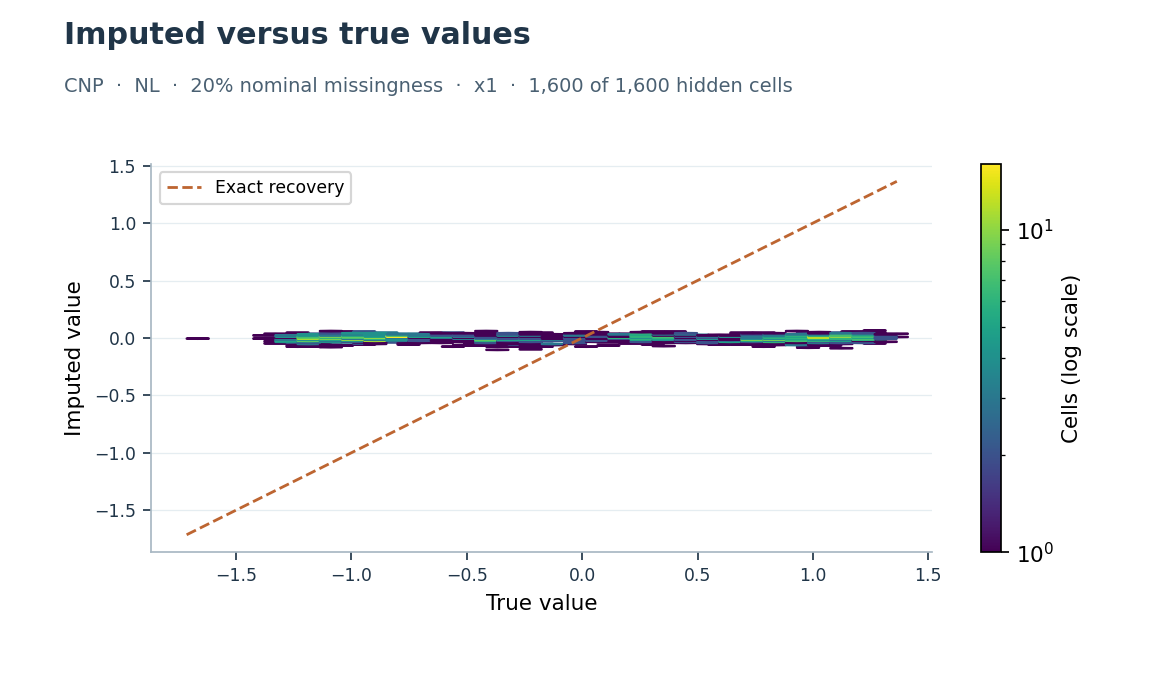 Imputed versus true values
CNP · NL · 20% nominal missingness · x1 · 1,600 of 1,600 hidden cells
Exact recovery
1.5
1.0
0.5
0.0
−0.5
−1.0
−1.5
Imputed value
−1.5 −1.0 −0.5 0.0 0.5 1.0 1.5
True value
10¹
10⁰
Cells (log scale)